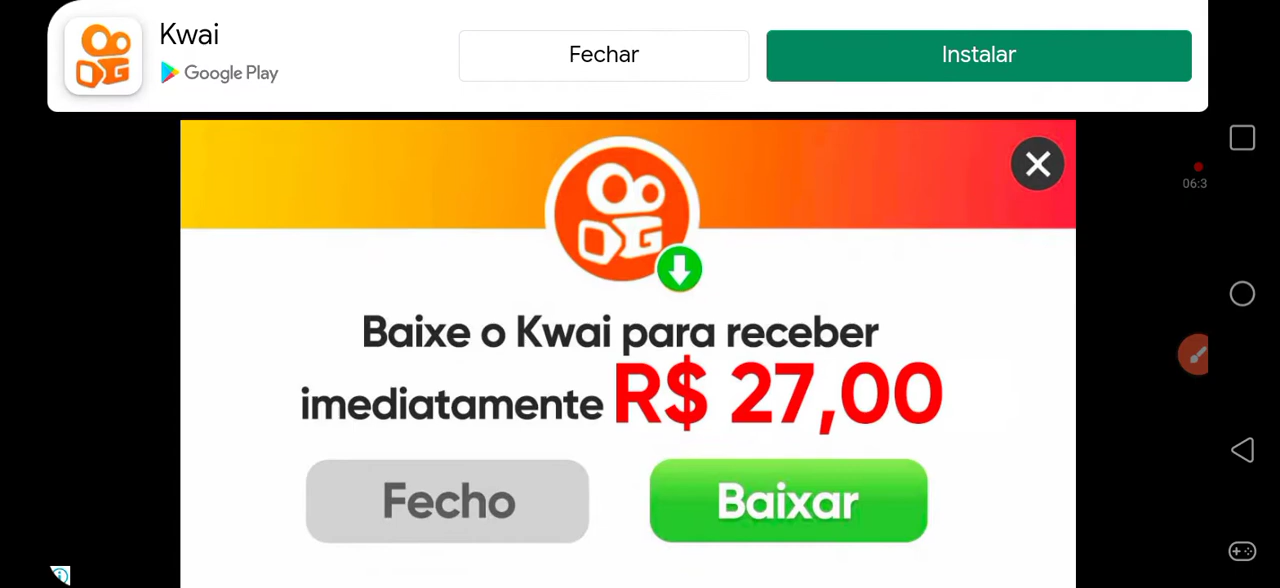 Kwai
Google Play
Fechar
Instalar
06:3
Baixe o Kwai para receber
imediatamente R$ 27,00
Fecho
Baixar